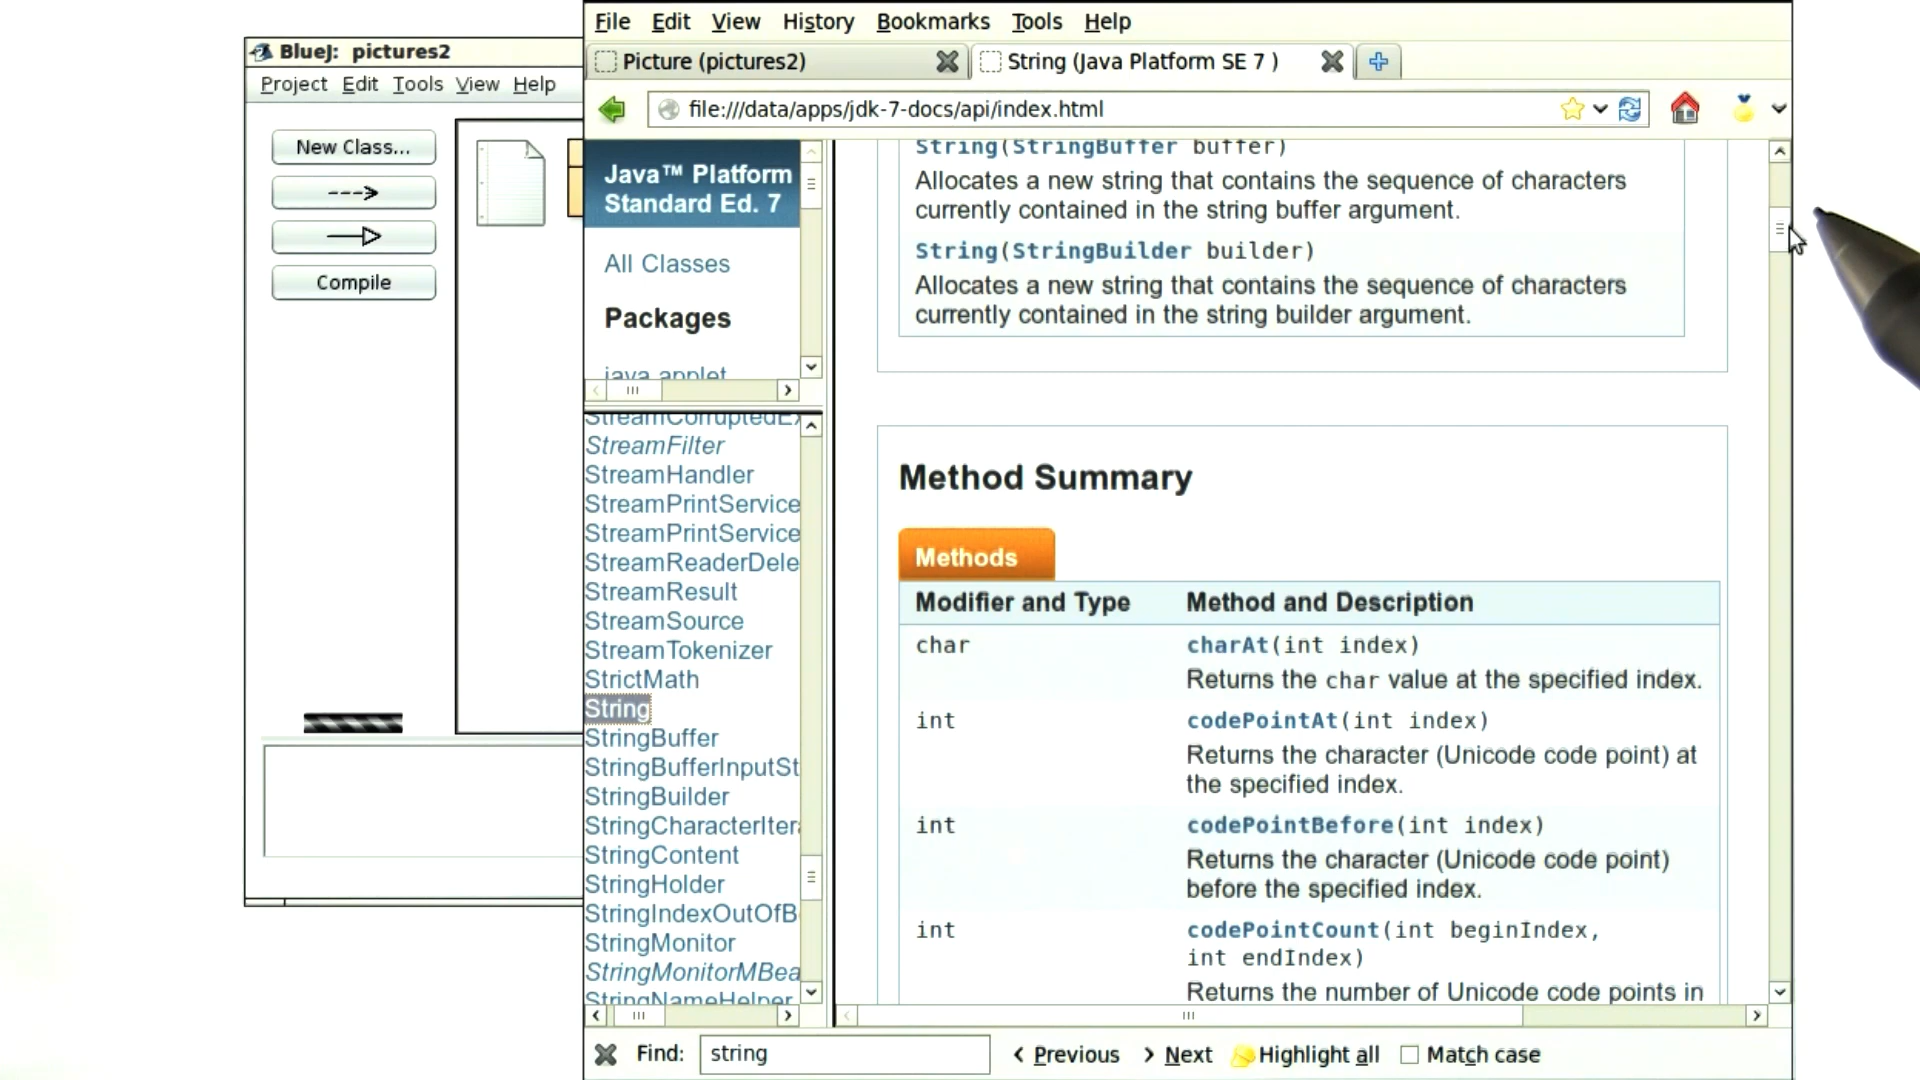 BlueJ: pictures2
Project Edit Tools View Help
New Class...
Compile
File Edit View History Bookmarks Tools Help
Picture (pictures2)
String (Java Platform SE 7 )
file:///data/apps/jdk-7-docs/api/index.html
Java™ Platform
Standard Ed. 7
All Classes
Packages
java.applet
StreamCorruptedEx
StreamFilter
StreamHandler
StreamPrintService
StreamPrintService
StreamReaderDele
StreamResult
StreamSource
StreamTokenizer
StrictMath
String
StringBuffer
StringBufferInputSt
StringBuilder
StringCharacterItera
StringContent
StringHolder
StringIndexOutOfB
StringMonitor
StringMonitorMBea
StringNameHelper
String(StringBuffer buffer)
Allocates a new string that contains the sequence of characters
currently contained in the string buffer argument.
String(StringBuilder builder)
Allocates a new string that contains the sequence of characters
currently contained in the string builder argument.
Method Summary
Methods
Modifier and Type Method and Description
char charAt(int index)
Returns the char value at the specified index.
int codePointAt(int index)
Returns the character (Unicode code point) at
the specified index.
int codePointBefore(int index)
Returns the character (Unicode code point)
before the specified index.
int codePointCount(int beginIndex,
int endIndex)
Returns the number of Unicode code points in
Find: string Previous Next Highlight all Match case